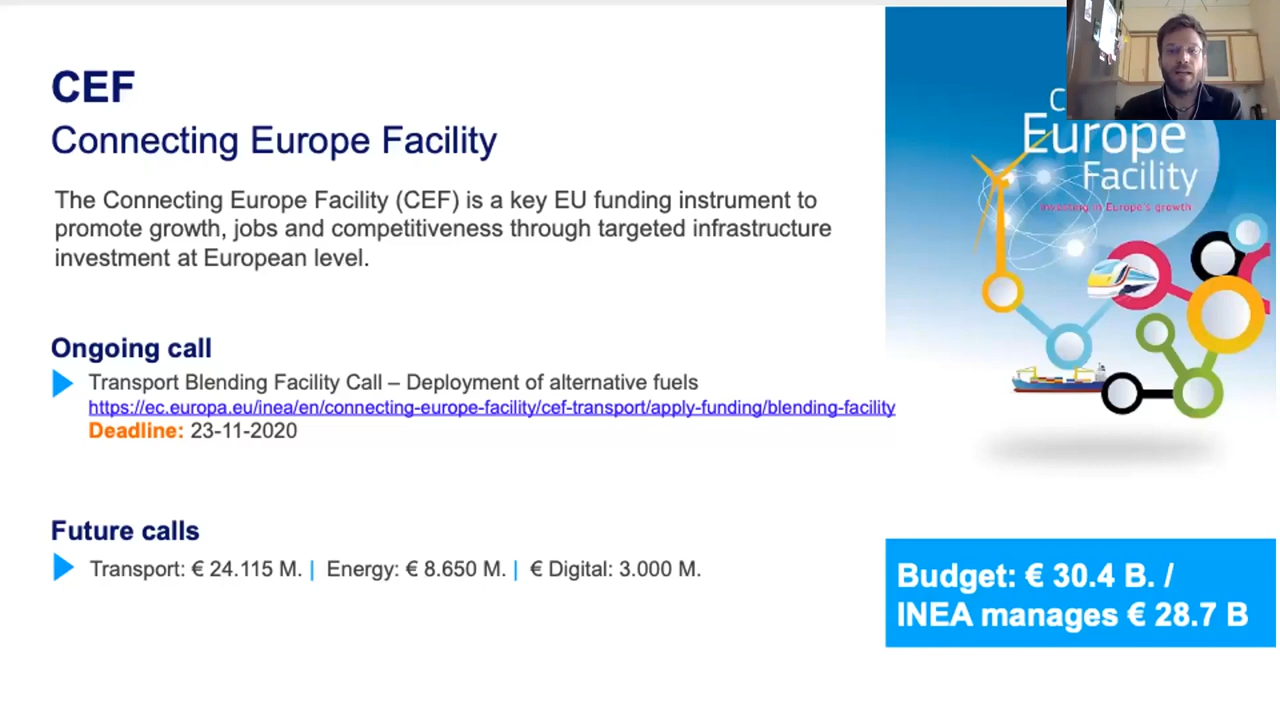 CEF
Connecting Europe Facility
The Connecting Europe Facility (CEF) is a key EU funding instrument to
promote growth, jobs and competitiveness through targeted infrastructure
investment at European level.
Ongoing call
Transport Blending Facility Call – Deployment of alternative fuels
https://ec.europa.eu/inea/en/connecting-europe-facility/cef-transport/apply-funding/blending-facility
Deadline: 23-11-2020
Future calls
Transport: € 24.115 M. | Energy: € 8.650 M. | € Digital: 3.000 M.
Europe
Facility
investing in Europe's growth
Budget: € 30.4 B. /
INEA manages € 28.7 B